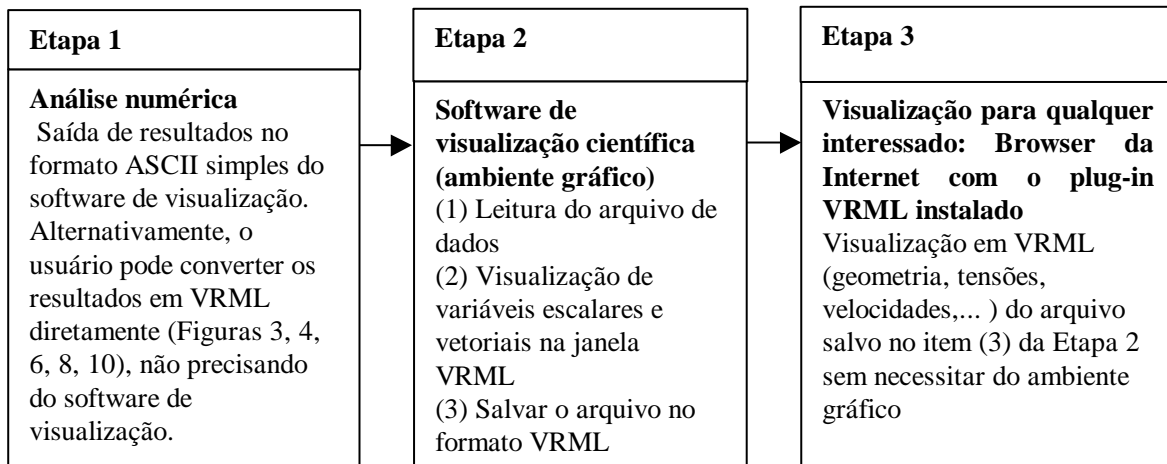 Etapa 1
Análise numérica
Saída de resultados no
formato ASCII simples do
software de visualização.
Alternativamente, o
usuário pode converter os
resultados em VRML
diretamente (Figuras 3, 4,
6, 8, 10), não precisando
do software de
visualização.
Etapa 2
Software de
visualização científica
(ambiente gráfico)
(1) Leitura do arquivo de
dados
(2) Visualização de
variáveis escalares e
vetoriais na janela
VRML
(3) Salvar o arquivo no
formato VRML
Etapa 3
Visualização para qualquer
interessado: Browser da
Internet com o plug-in
VRML instalado
Visualização em VRML
(geometria, tensões,
velocidades,... ) do arquivo
salvo no item (3) da Etapa 2
sem necessitar do ambiente
gráfico